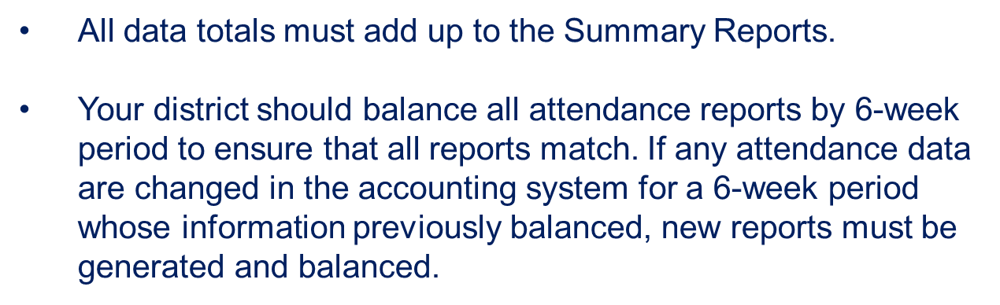 • All data totals must add up to the Summary Reports.
• Your district should balance all attendance reports by 6-week
period to ensure that all reports match. If any attendance data
are changed in the accounting system for a 6-week period
whose information previously balanced, new reports must be
generated and balanced.